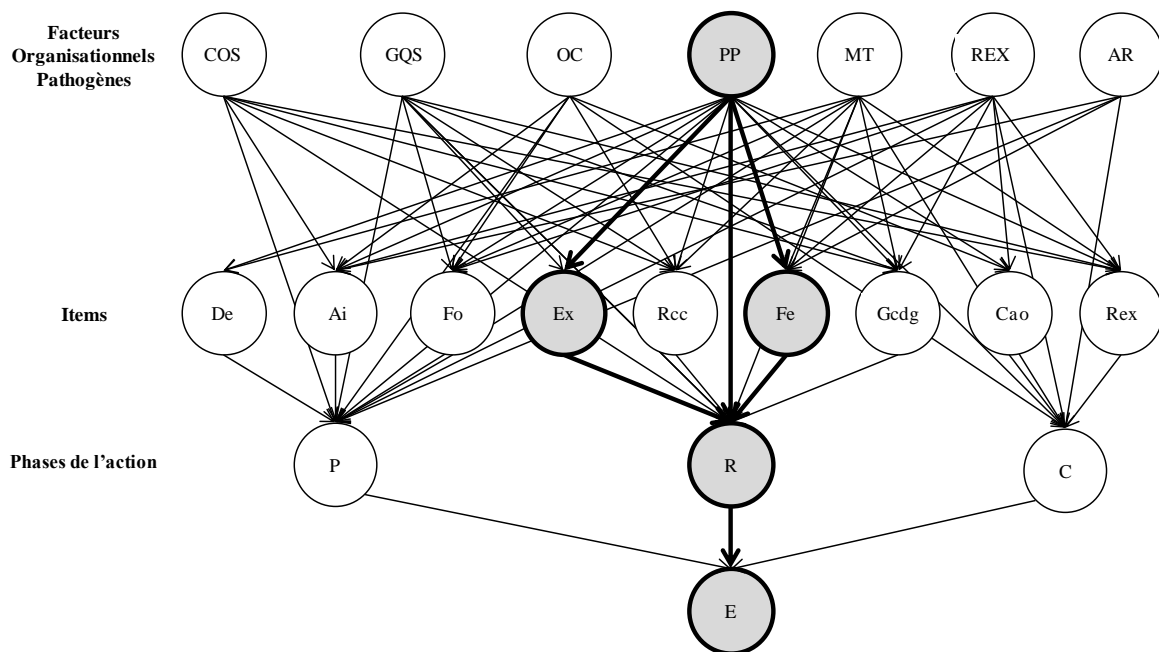 Facteurs
Organisationnels
Pathogènes
COS GQS OC PP MT REX AR
Items
De Ai Fo Ex Rcc Fe Gcdg Cao Rex
Phases de l’action
P R C
E